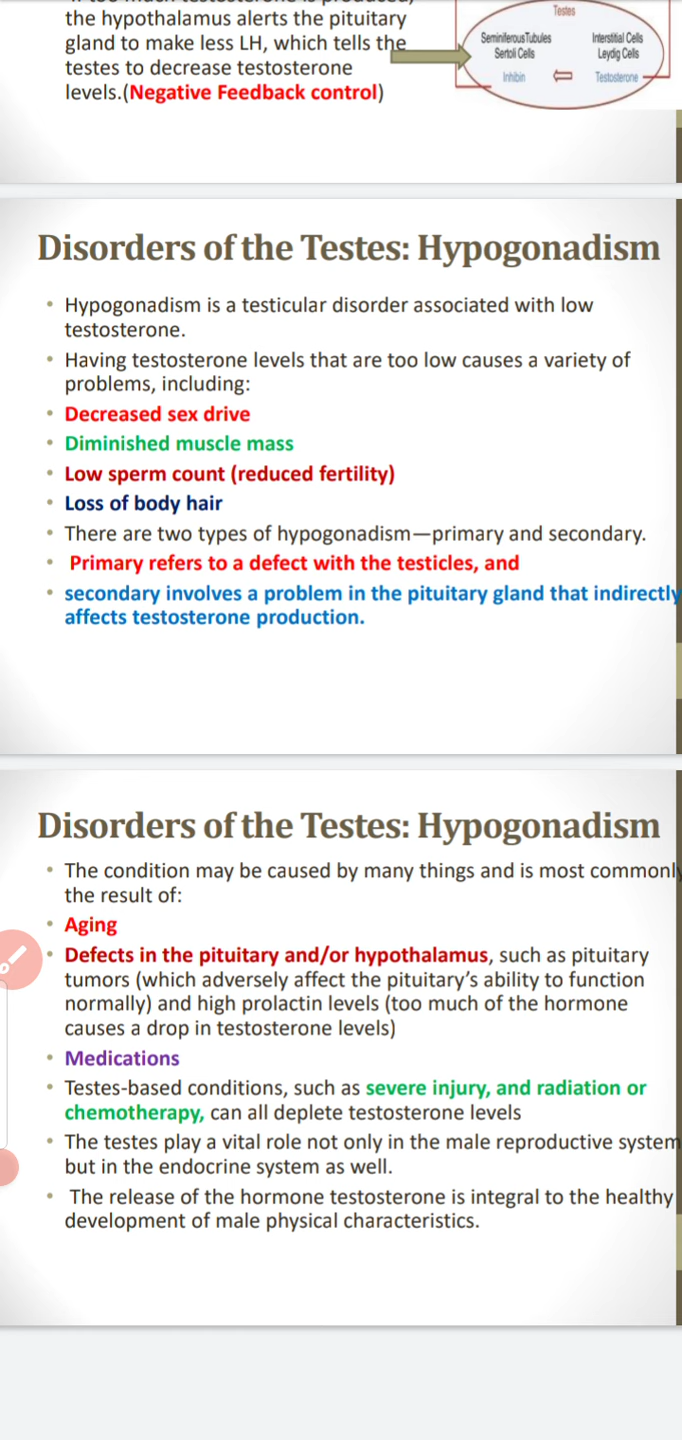 the hypothalamus alerts the pituitary
gland to make less LH, which tells the
testes to decrease testosterone
levels.(Negative Feedback control)
Testes
Seminiferous Tubules
Sertoli Cells
Inhibin
Interstitial Cells
Leydig Cells
Testosterone
Disorders of the Testes: Hypogonadism
• Hypogonadism is a testicular disorder associated with low
testosterone.
• Having testosterone levels that are too low causes a variety of
problems, including:
• Decreased sex drive
• Diminished muscle mass
• Low sperm count (reduced fertility)
• Loss of body hair
• There are two types of hypogonadism—primary and secondary.
• Primary refers to a defect with the testicles, and
• secondary involves a problem in the pituitary gland that indirectly
affects testosterone production.
Disorders of the Testes: Hypogonadism
• The condition may be caused by many things and is most commonly
the result of:
• Aging
• Defects in the pituitary and/or hypothalamus, such as pituitary
tumors (which adversely affect the pituitary's ability to function
normally) and high prolactin levels (too much of the hormone
causes a drop in testosterone levels)
• Medications
• Testes-based conditions, such as severe injury, and radiation or
chemotherapy, can all deplete testosterone levels
• The testes play a vital role not only in the male reproductive system
but in the endocrine system as well.
• The release of the hormone testosterone is integral to the healthy
development of male physical characteristics.